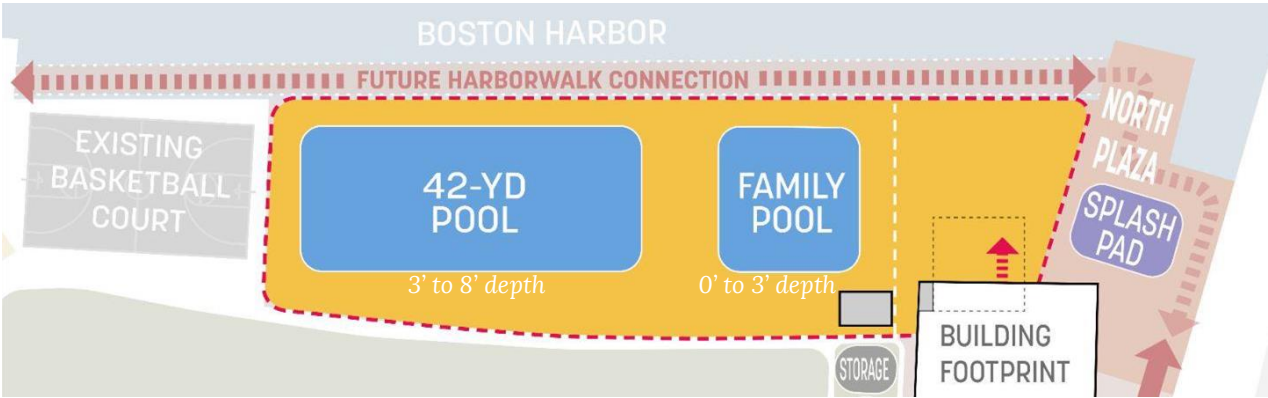 BOSTON HARBOR
FUTURE HARBORWALK CONNECTION
EXISTING
BASKETBALL
COURT
42-YD
POOL
3’ to 8’ depth
FAMILY
POOL
0’ to 3’ depth
NORTH
PLAZA
SPLASH
PAD
STORAGE
BUILDING
FOOTPRINT